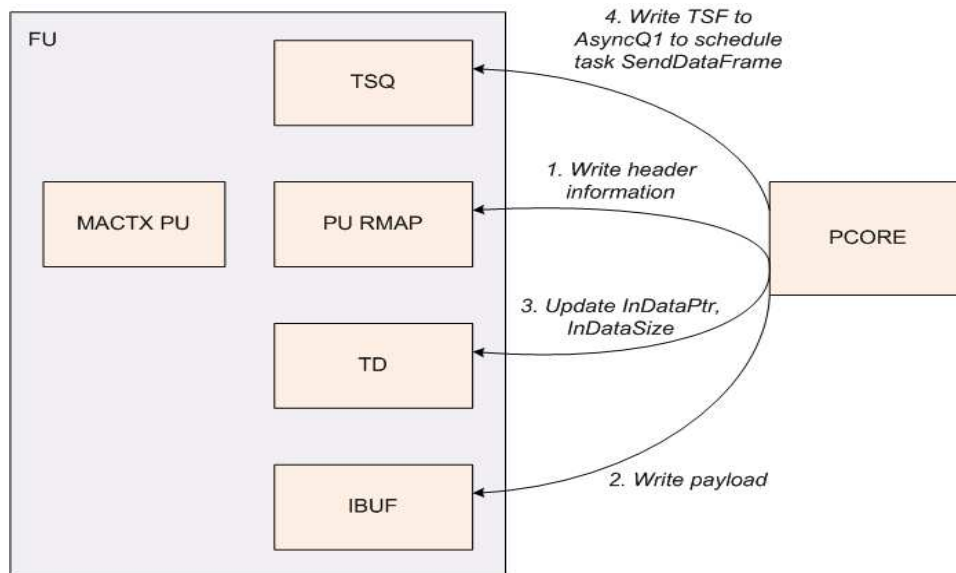 FU
4. Write TSF to
AsyncQ1 to schedule
task SendDataFrame
TSQ
1. Write header
information
MACTX PU
PU RMAP
PCORE
3. Update InDataPtr,
InDataSize
TD
2. Write payload
IBUF